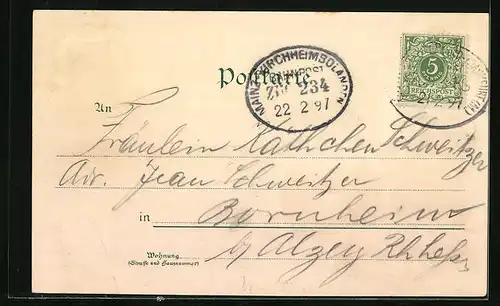 Postkarte
MAINZ-KIRCHHEIMBOLANDEN
BAHNPOST
ZUG 234
22 2 97
5
REICHSPOST
An
Fräulein Käthchen Schweitzer
Adr. Jean Schweitzer
in Bornheim
b/ Alzey Rhhess
Wohnung
(Straße und Hausnummer)